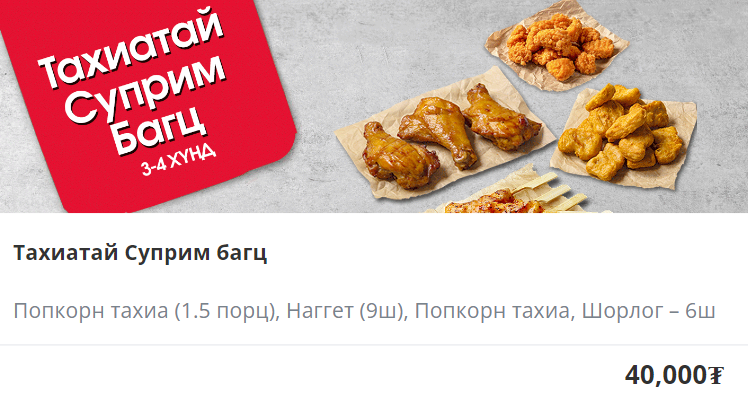 Тахиатай
Суприм
Багц
3-4 ХҮНД
Тахиатай Суприм багц
Попкорн тахиа (1.5 порц), Наггет (9ш), Попкорн тахиа, Шорлог – 6ш
40,000₮